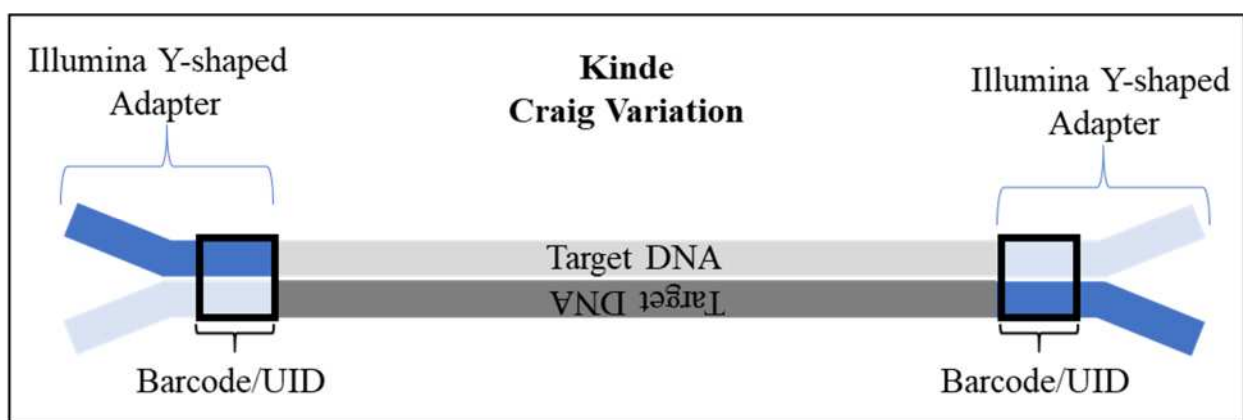 Illumina Y-shaped
Adapter
Kinde
Craig Variation
Illumina Y-shaped
Adapter
Target DNA
Target DNA
Barcode/UID
Barcode/UID